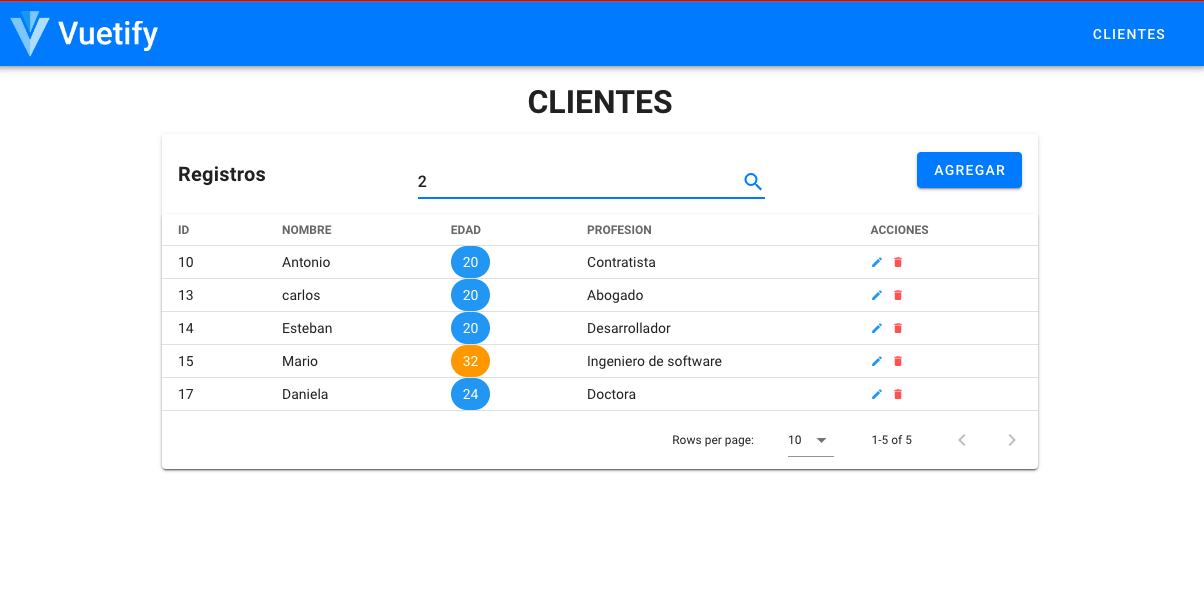 Vuetify CLIENTES
CLIENTES
Registros 2 AGREGAR
ID NOMBRE EDAD PROFESION ACCIONES
10 Antonio 20 Contratista
13 carlos 20 Abogado
14 Esteban 20 Desarrollador
15 Mario 32 Ingeniero de software
17 Daniela 24 Doctora
Rows per page: 10 1-5 of 5